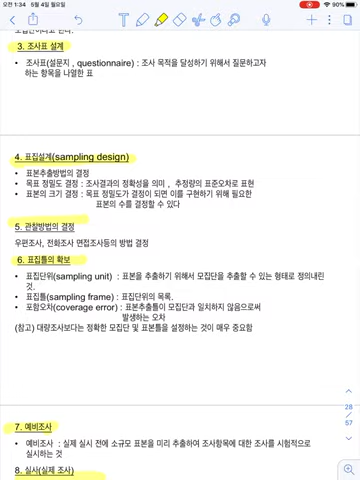 오전 1:34 5월 4일 월요일
90%
3. 조사표 설계
• 조사표(설문지 , questionnaire) : 조사 목적을 달성하기 위해서 질문하고자
하는 항목을 나열한 표
4. 표집설계(sampling design)
• 표본추출방법의 결정
• 목표 정밀도 결정 : 조사결과의 정확성을 의미 , 추정량의 표준오차로 표현
• 표본의 크기 결정 : 목표 정밀도가 결정이 되면 이를 구현하기 위해 필요한
표본의 수를 결정할 수 있다
5. 관찰방법의 결정
우편조사, 전화조사 면접조사등의 방법 결정
6. 표집틀의 확보
• 표집단위(sampling unit) : 표본을 추출하기 위해서 모집단을 추출할 수 있는 형태로 정의내린
것.
• 표집틀(sampling frame) : 표집단위의 목록.
• 포함오차(coverage error) : 표본추출틀이 모집단과 일치하지 않음으로써
발생하는 오차
(참고) 대량조사보다는 정확한 모집단 및 표본틀을 설정하는 것이 매우 중요함
28
/
57
7. 예비조사
• 예비조사 : 실제 실시 전에 소규모 표본을 미리 추출하여 조사항목에 대한 조사를 시험적으로
실시하는 것
8. 실사(실제 조사)